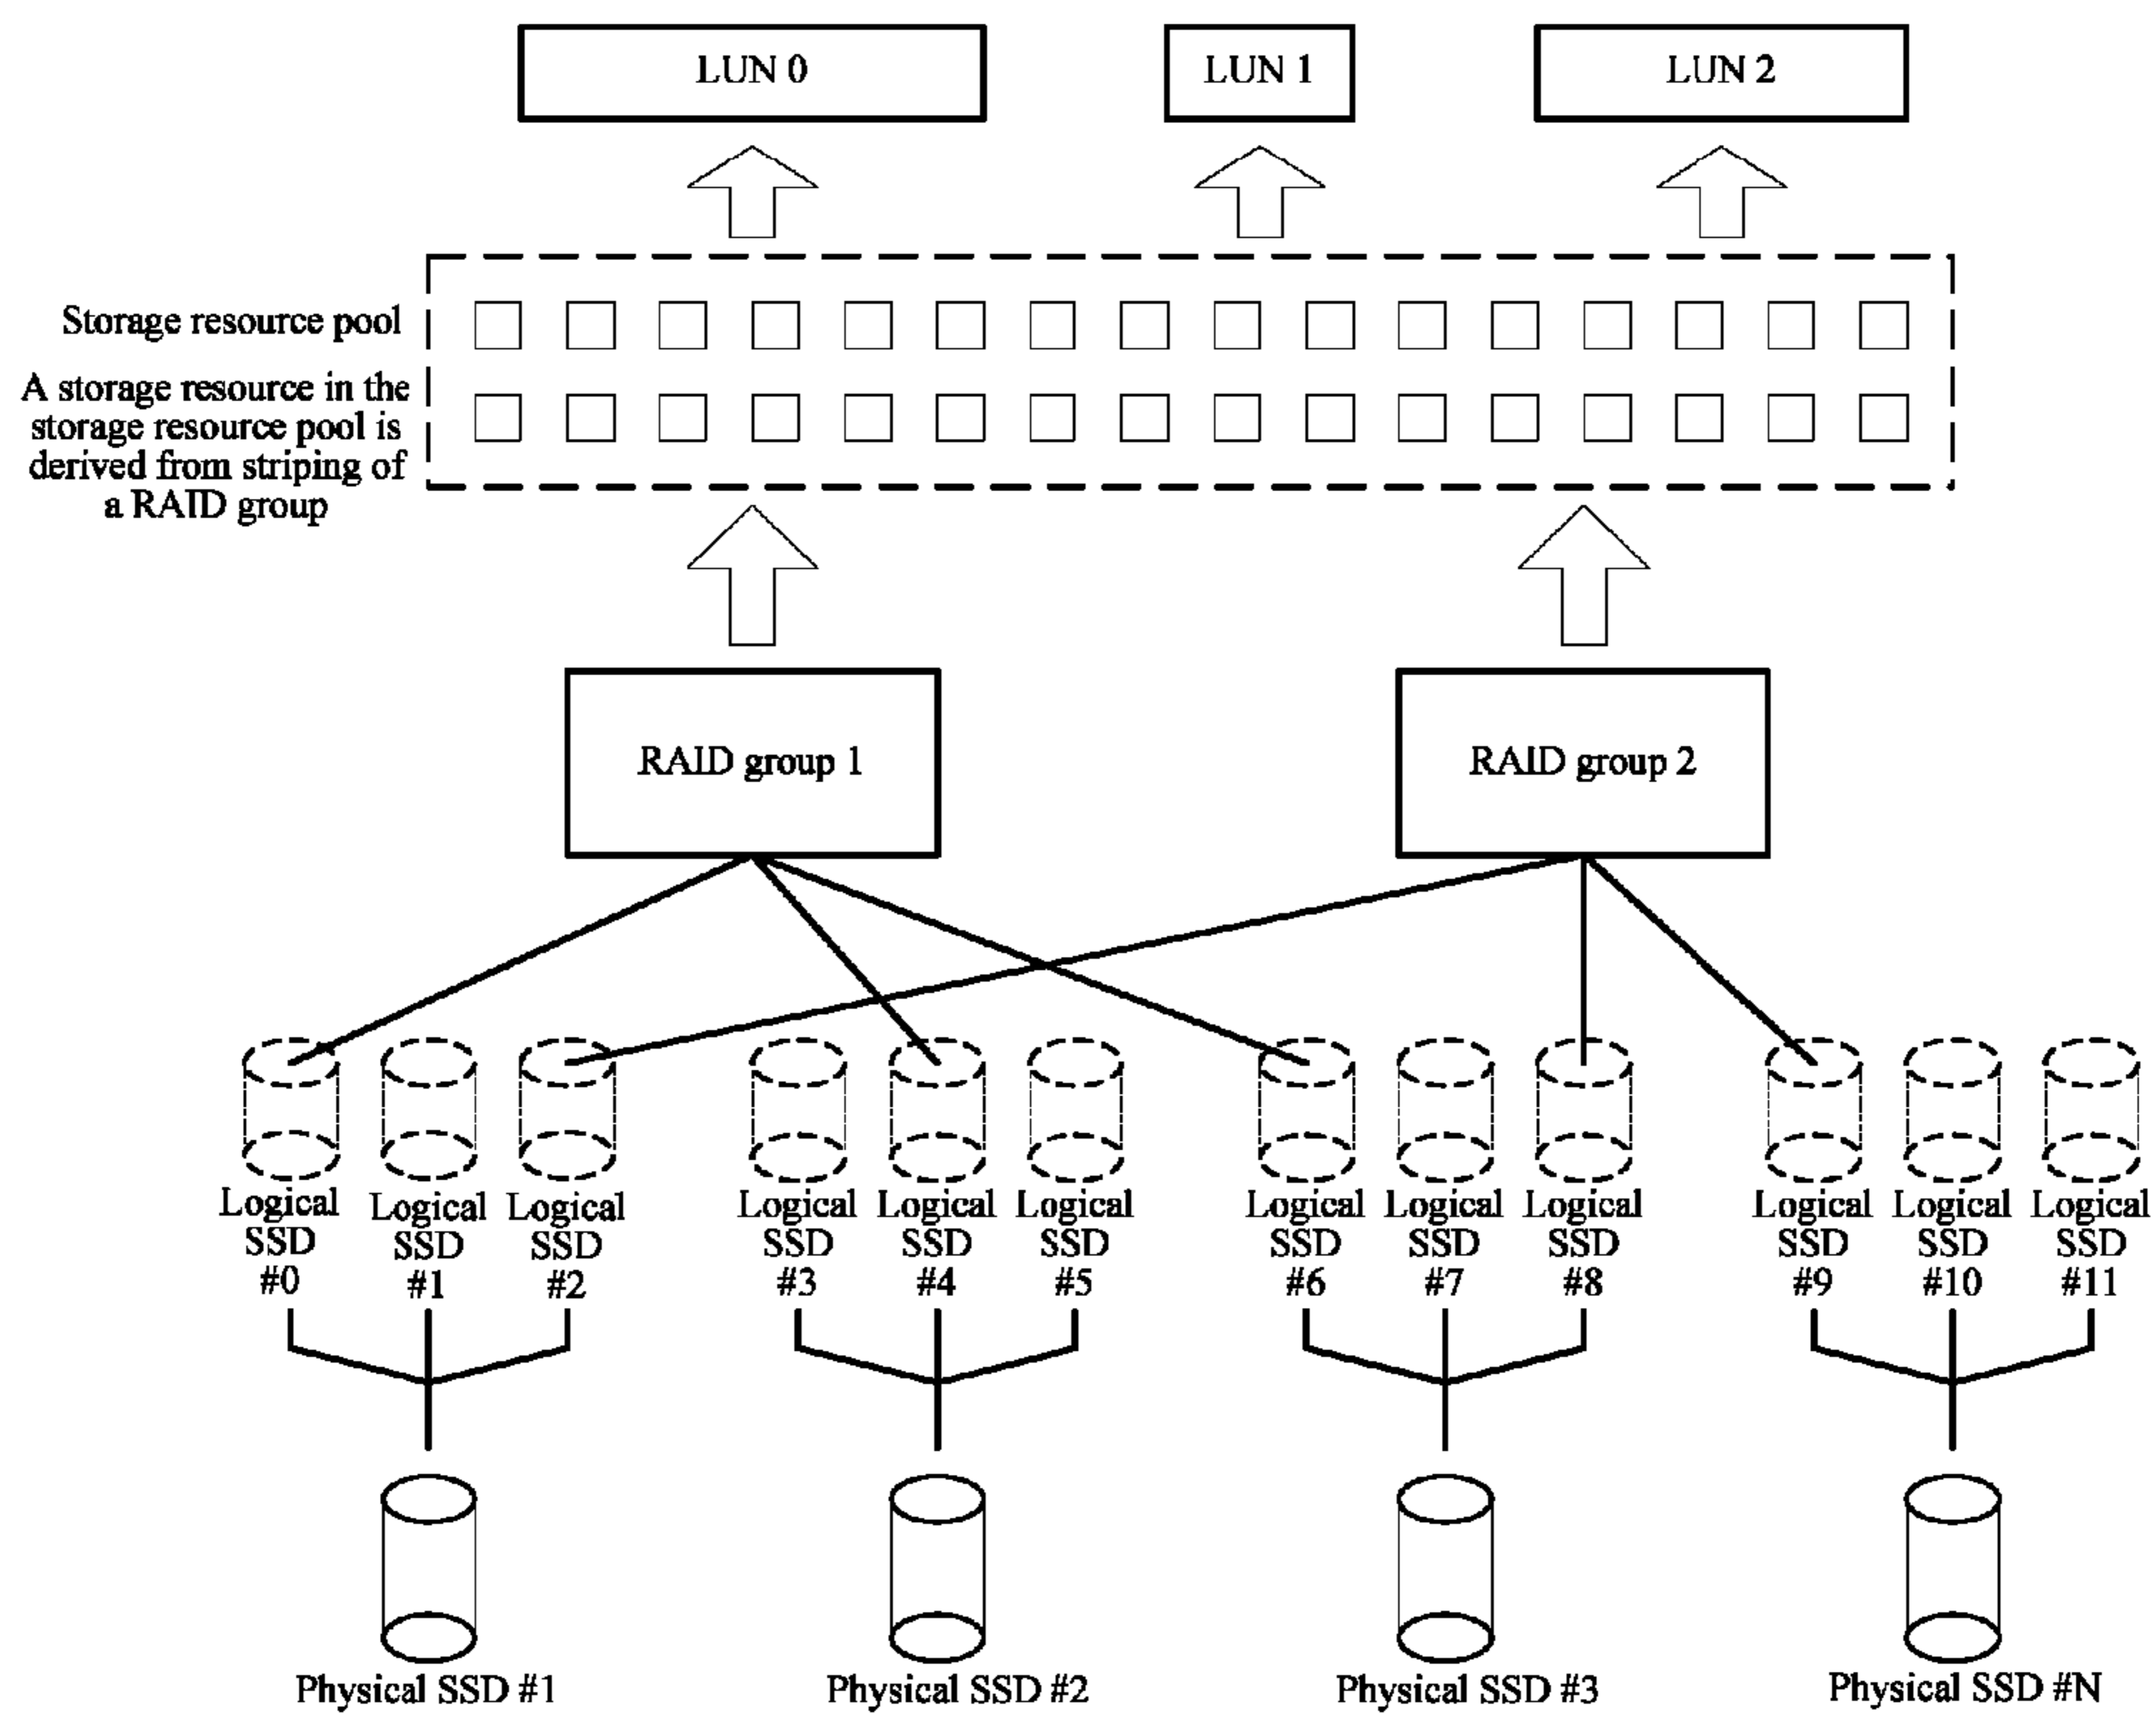 LUN 0
LUN 1
LUN 2
Storage resource pool
A storage resource in the
storage resource pool is
derived from striping of
a RAID group
RAID group 1
RAID group 2
Logical
SSD
#0
Logical
SSD
#1
Logical
SSD
#2
Logical
SSD
#3
Logical
SSD
#4
Logical
SSD
#5
Logical
SSD
#6
Logical
SSD
#7
Logical
SSD
#8
Logical
SSD
#9
Logical
SSD
#10
Logical
SSD
#11
Physical SSD #1
Physical SSD #2
Physical SSD #3
Physical SSD #N